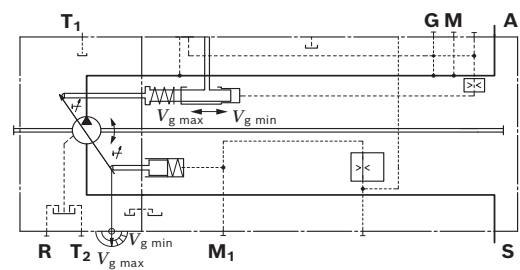 T1 G M A
Vg max Vg min
R T2 Vg min M1 S
Vg max